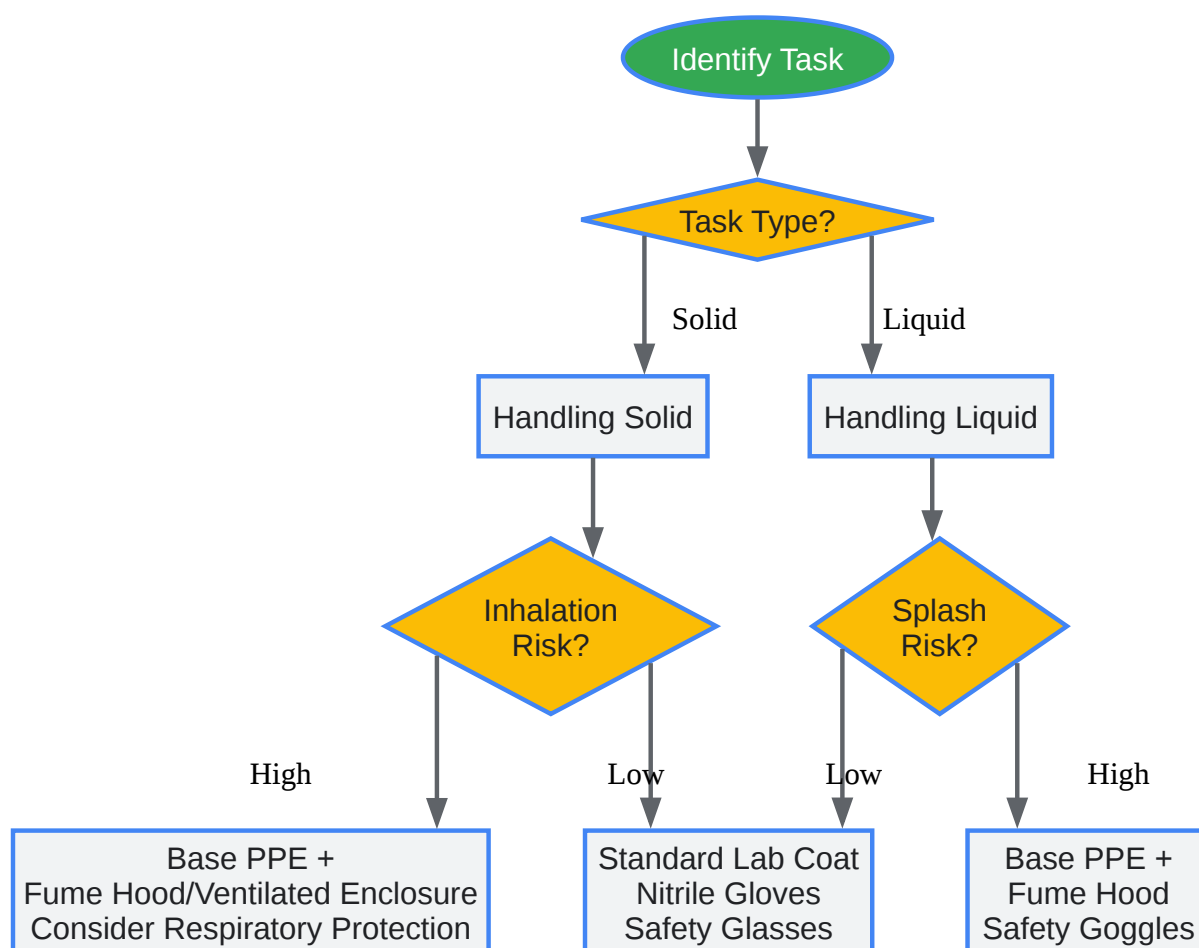 Identify Task
Task Type?
Solid
Liquid
Handling Solid
Handling Liquid
Inhalation
Risk?
Splash
Risk?
High
Low
Low
High
Base PPE +
Fume Hood/Ventilated Enclosure
Consider Respiratory Protection
Standard Lab Coat
Nitrile Gloves
Safety Glasses
Base PPE +
Fume Hood
Safety Goggles